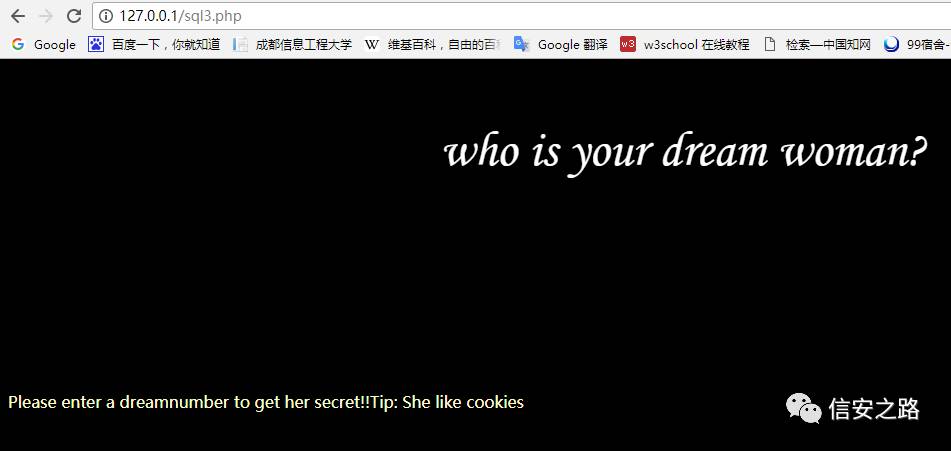 127.0.0.1/sql3.php
Google 百度一下，你就知道 成都信息工程大学 W 维基百科，自由的百 Google 翻译 w3 w3school 在线教程 检索—中国知网 99宿舍-
who is your dream woman?
Please enter a dreamnumber to get her secret!!Tip: She like cookies
信安之路